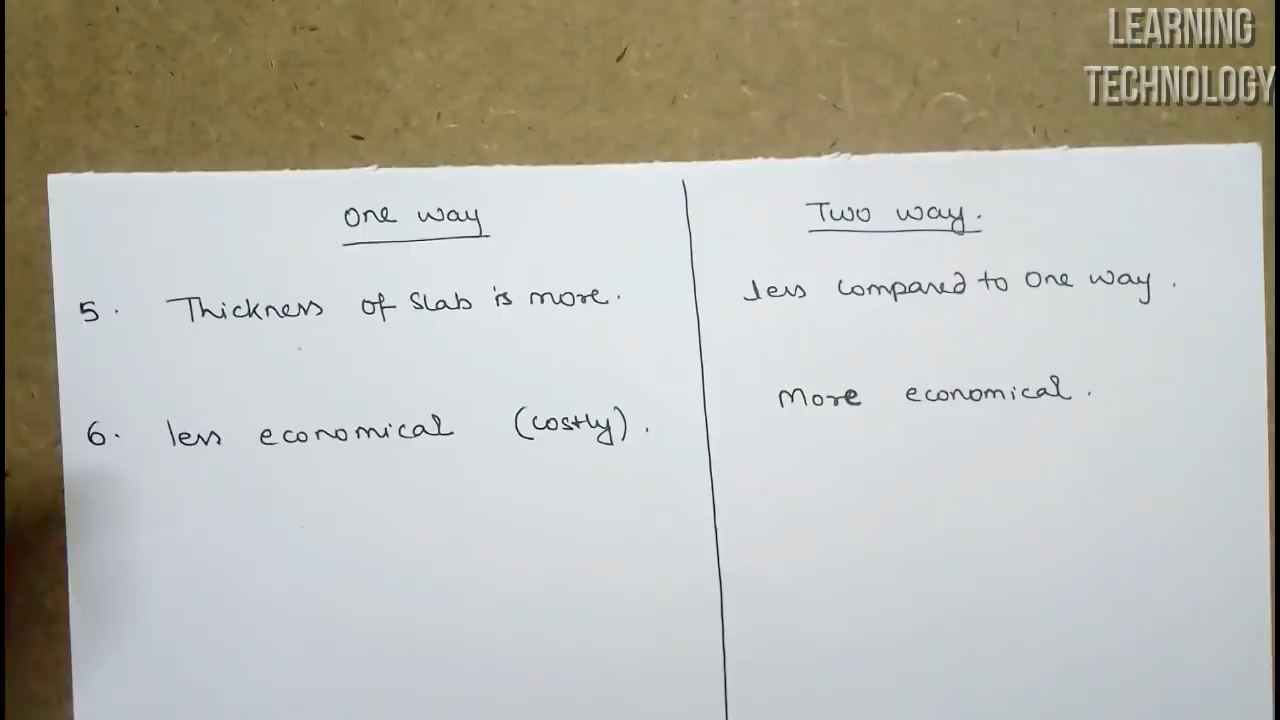 LEARNING
TECHNOLOGY
One way
Two way.
5. Thickness of slab is more.
less compared to One way.
6. less economical (costly).
More economical.